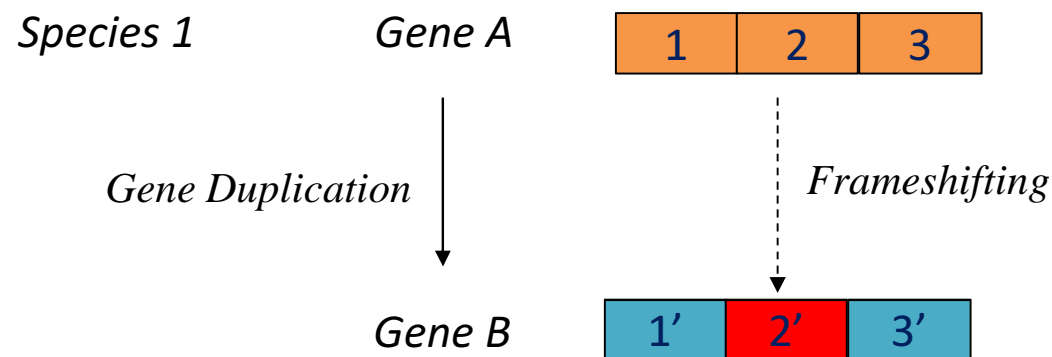 Species 1 Gene A 1 2 3
Gene Duplication Frameshifting
Gene B 1’ 2’ 3’